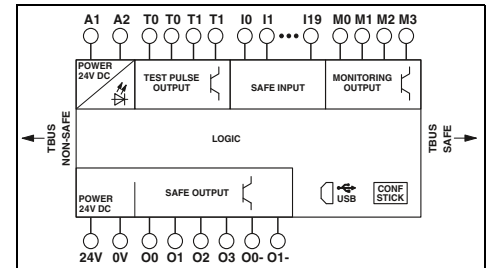 A1 A2 T0 T0 T1 T1 I0 I1 ••• I19 M0 M1 M2 M3
POWER
24V DC
TEST PULSE
OUTPUT
SAFE INPUT
MONITORING
OUTPUT
TBUS
NON-SAFE
LOGIC
TBUS
SAFE
POWER
24V DC
SAFE OUTPUT
USB
CONF
STICK
24V 0V O0 O1 O2 O3 O0- O1-